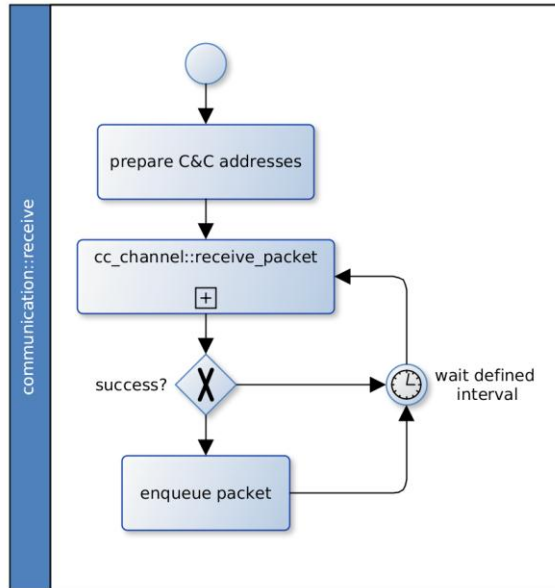 communication::receive
prepare C&C addresses
cc_channel::receive_packet
success?
wait defined
interval
enqueue packet